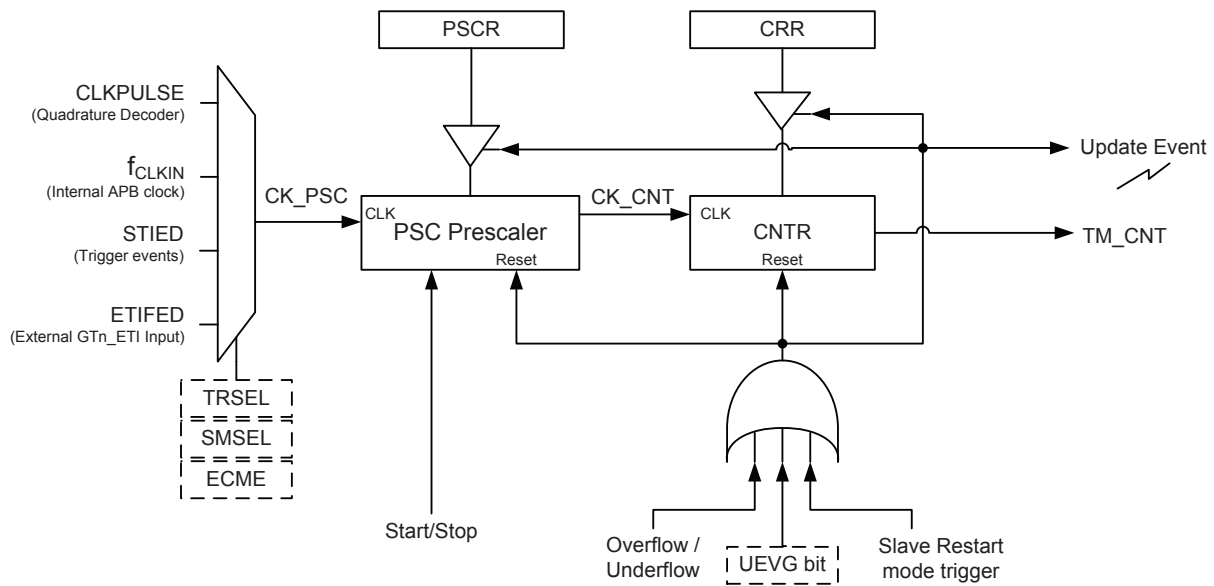 PSCR
CRR
CLKPULSE
(Quadrature Decoder)
fCLKIN
(Internal APB clock)
STIED
(Trigger events)
ETIFED
(External GTn_ETI Input)
CK_PSC
CLK
PSC Prescaler
Reset
CK_CNT
CLK
CNTR
Reset
Update Event
TM_CNT
TRSEL
SMSEL
ECME
Start/Stop
Overflow /
Underflow
UEVG bit
Slave Restart
mode trigger